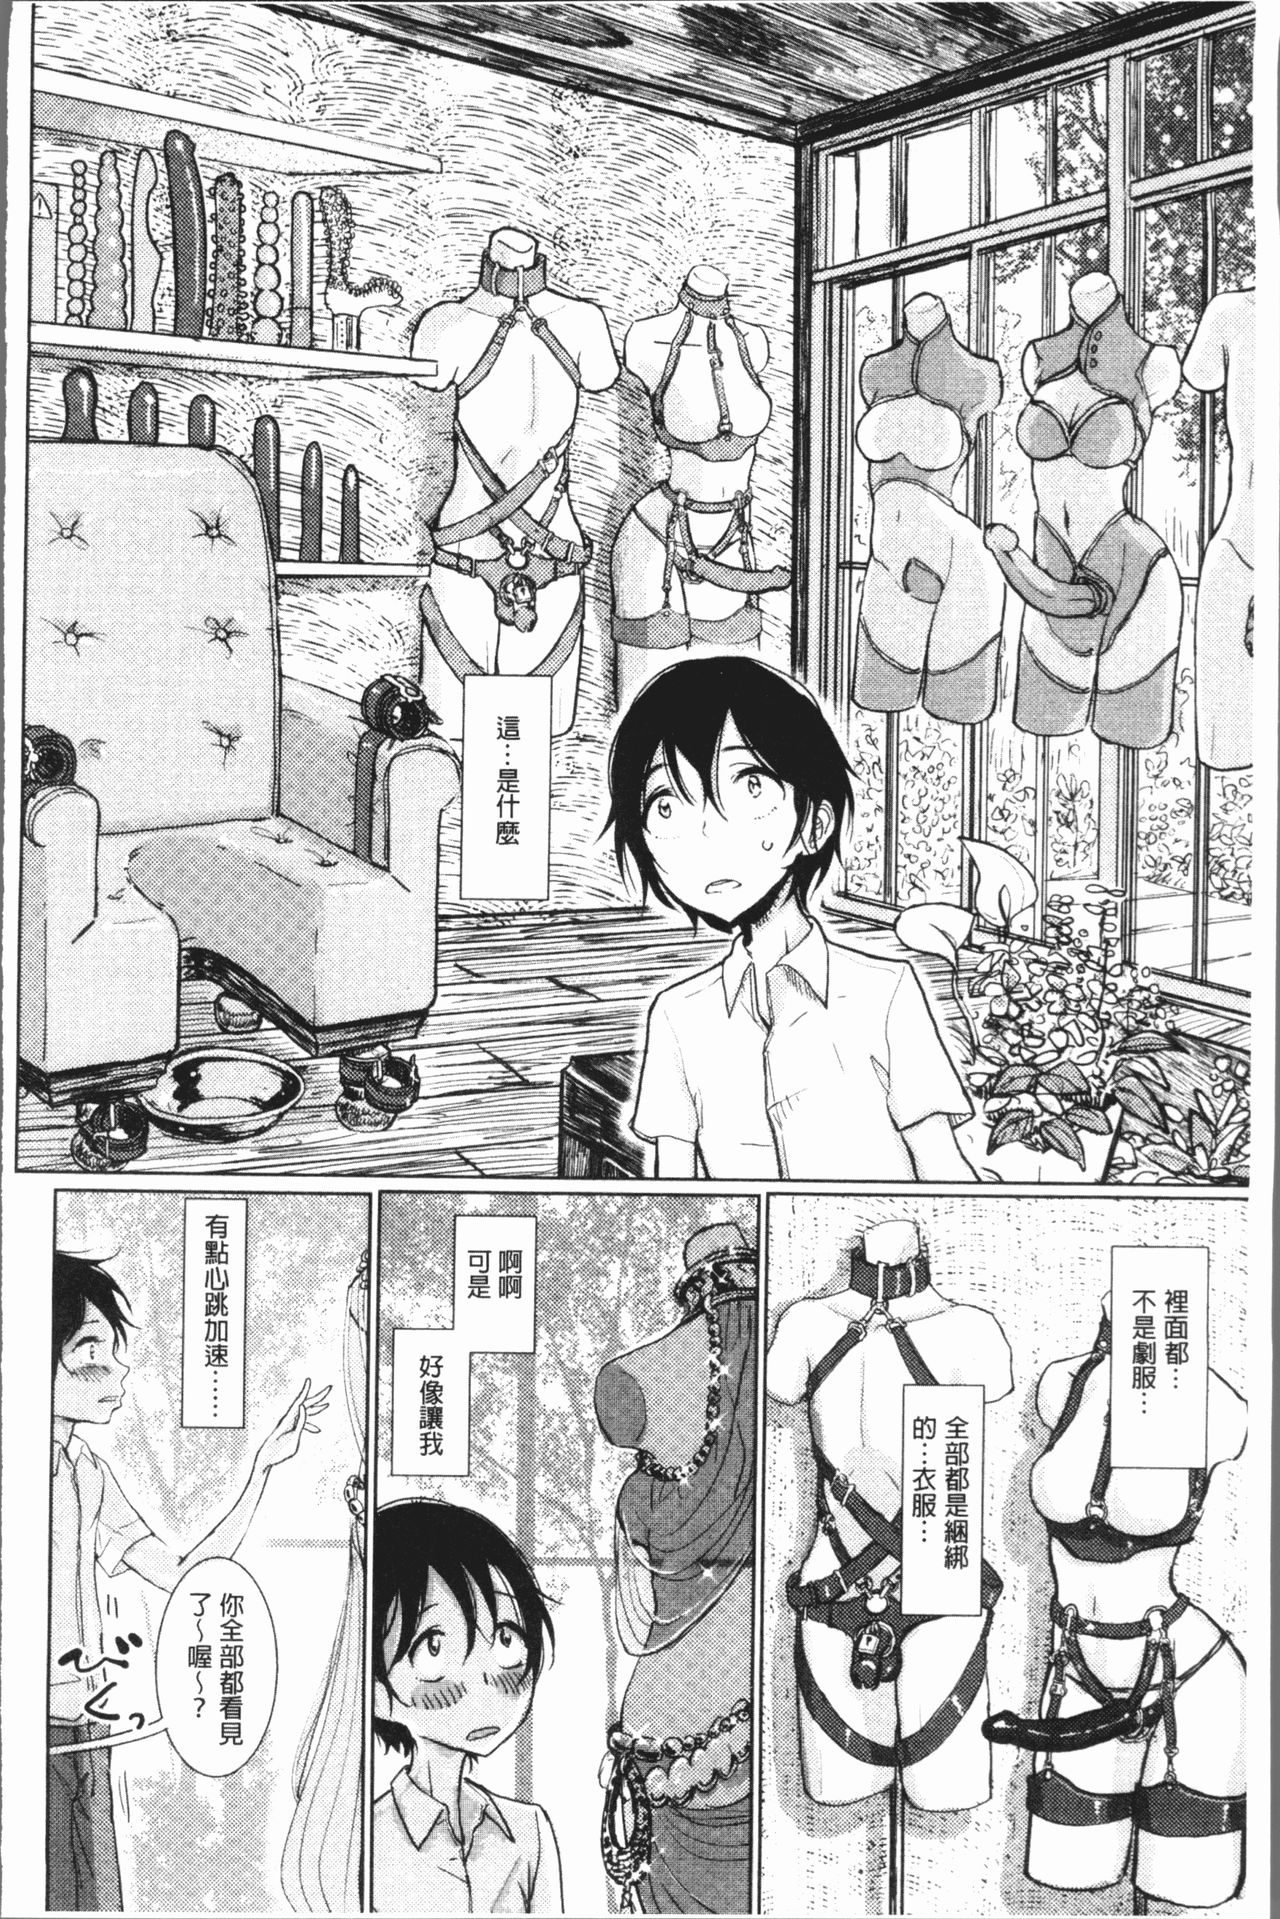 這…是什麼
裡面都…
不是劇服…
全部都是綑綁
的…衣服…
啊啊
可是
好像讓我
有點心跳加速……
你全部都看見
了～喔～？
びくっ